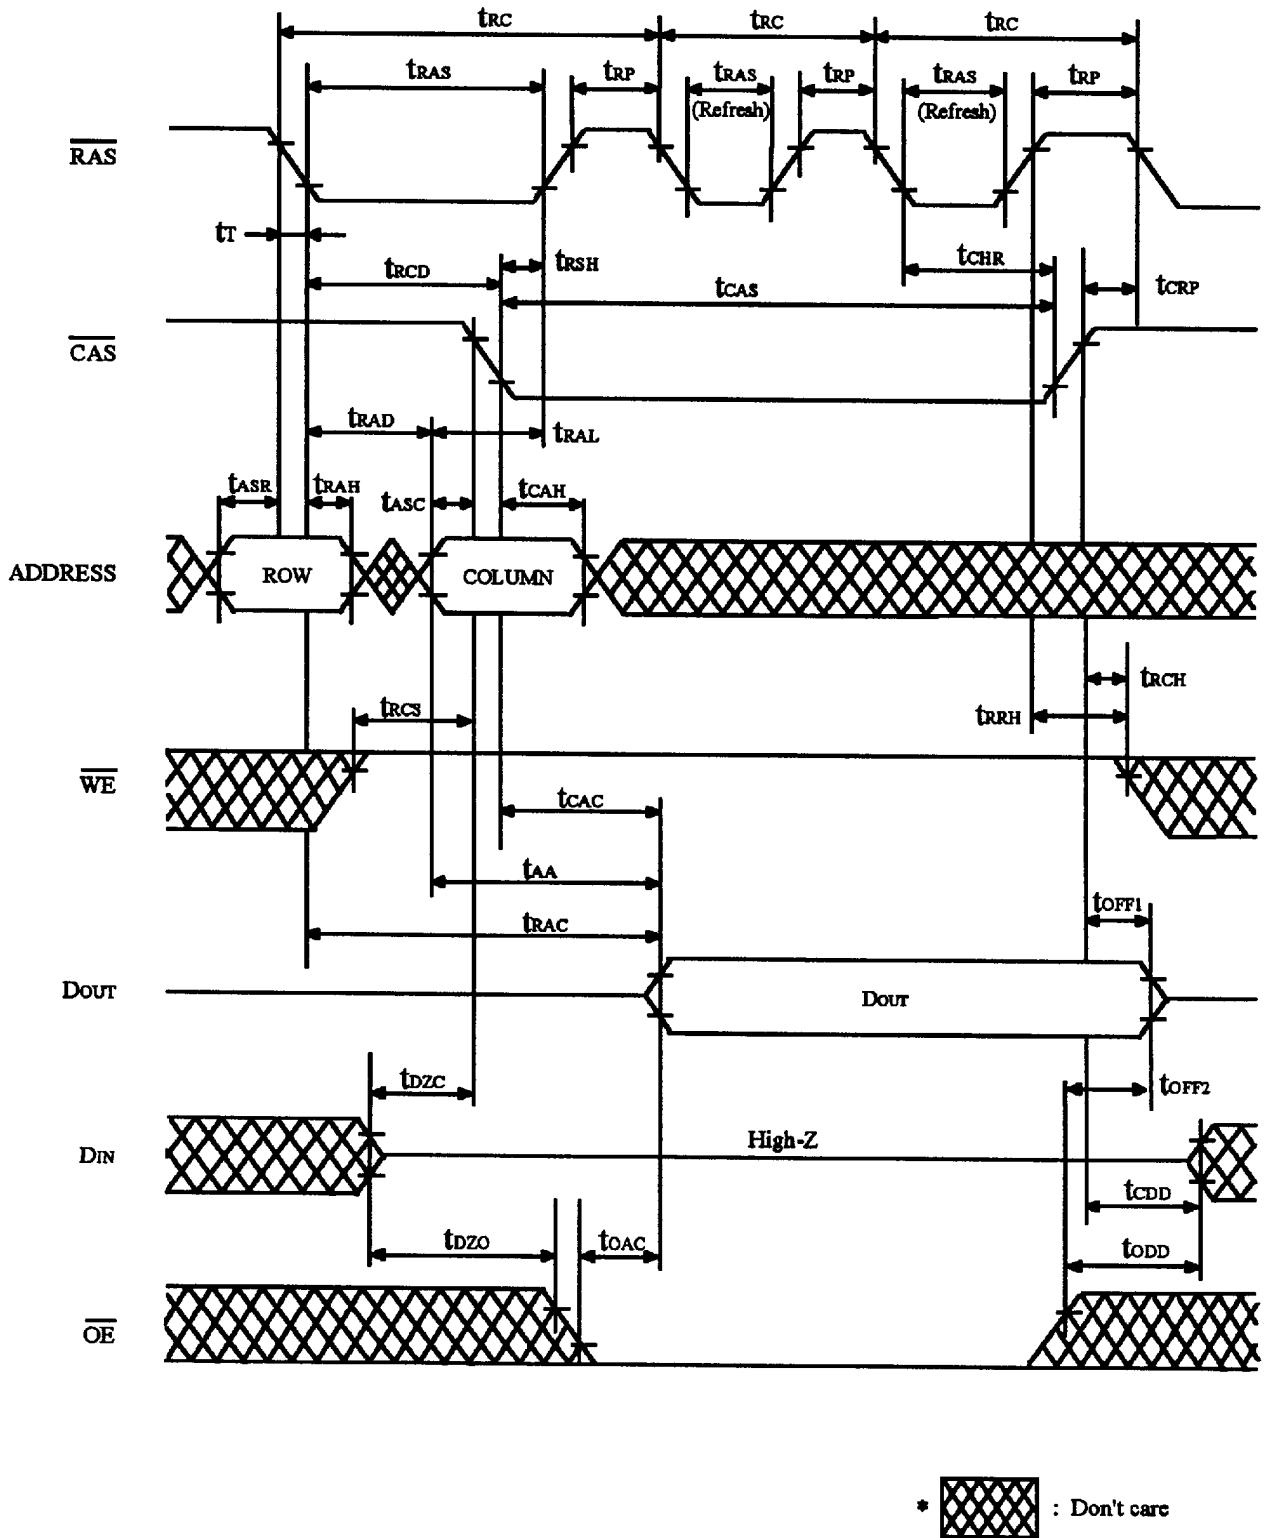 tRC tRC tRC
tRAS tRP tRAS tRP tRAS tRP
(Refresh) (Refresh)
RAS
tT
tRCD tRSH tCHR
tCAS tCRP
CAS
tRAD tRAL
tASR tRAH tASC tCAH
ADDRESS ROW COLUMN
tRCH
tRCS tRRH
WE
tCAC
tAA
tRAC tOFF1
DOUT DOUT
tDZC tOFF2
DIN High-Z
tCDD
tDZO tOAC tODD
OE
* : Don't care